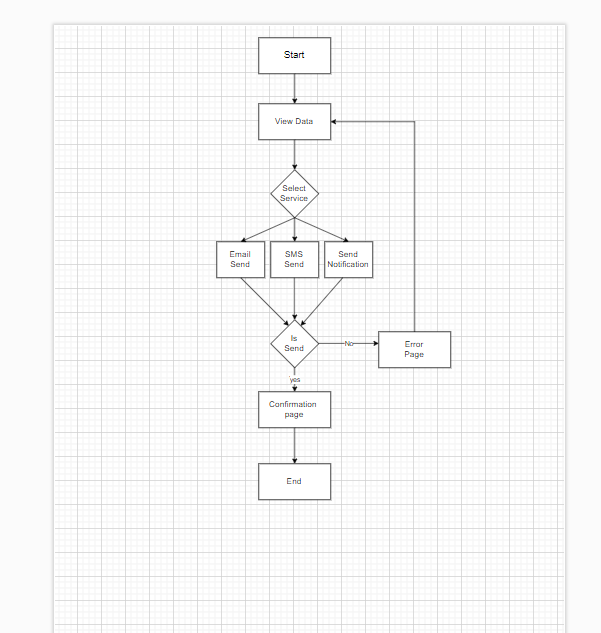 Start
View Data
Select
Service
Email
Send
SMS
Send
Send
Notification
Is
Send
No
Error
Page
yes
Confirmation
page
End